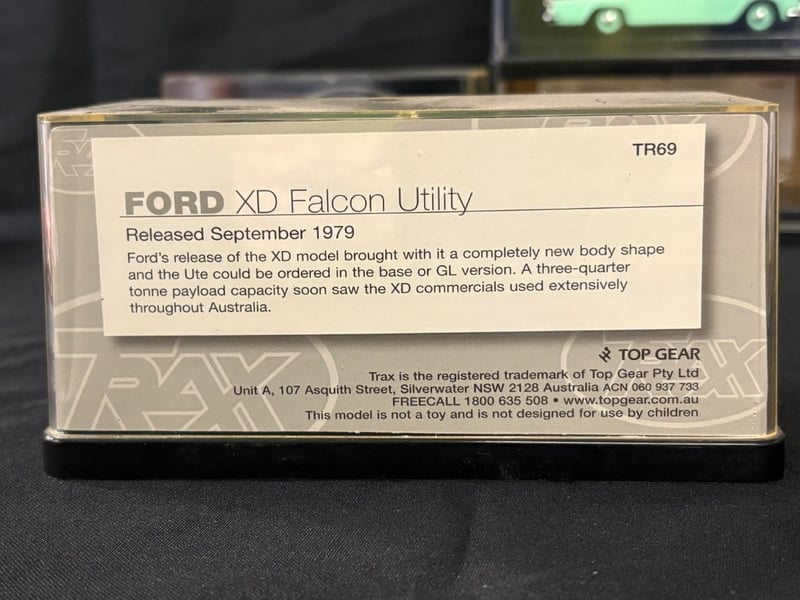 TR69
FORD XD Falcon Utility
Released September 1979
Ford's release of the XD model brought with it a completely new body shape
and the Ute could be ordered in the base or GL version. A three-quarter
tonne payload capacity soon saw the XD commercials used extensively
throughout Australia.
TOP GEAR
Trax is the registered trademark of Top Gear Pty Ltd
Unit A, 107 Asquith Street, Silverwater NSW 2128 Australia ACN 060 937 733
FREECALL 1800 635 508 • www.topgear.com.au
This model is not a toy and is not designed for use by children
TRAX
TRAX